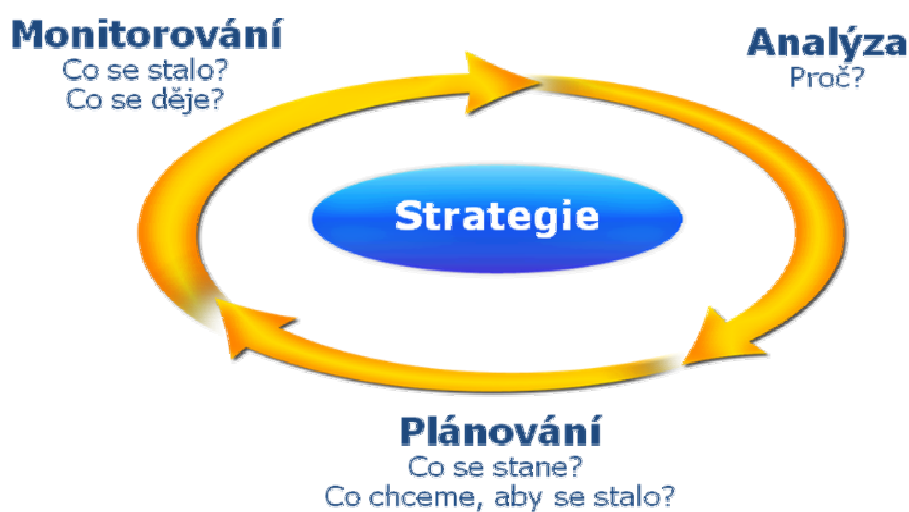 Monitorování
Co se stalo?
Co se děje?
Analýza
Proč?
Strategie
Plánování
Co se stane?
Co chceme, aby se stalo?